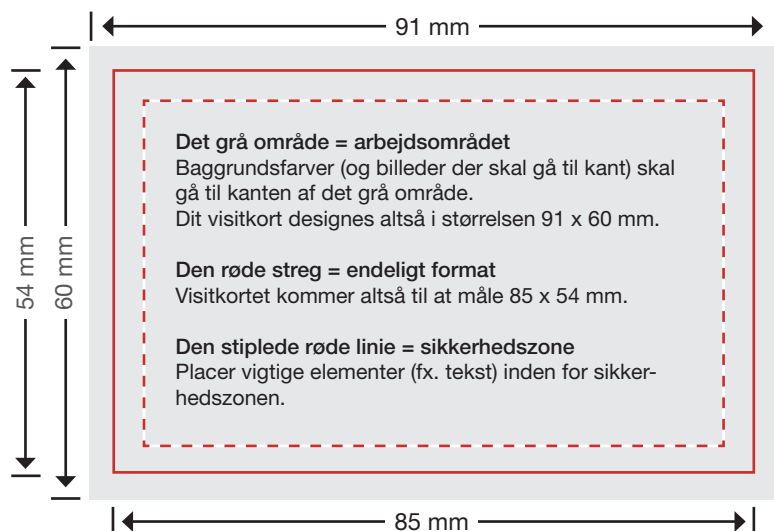 91 mm
54 mm
60 mm
Det grå område = arbejdsområdet
Baggrundsfarver (og billeder der skal gå til kant) skal
gå til kanten af det grå område.
Dit visitkort designes altså i størrelsen 91 x 60 mm.
Den røde streg = endeligt format
Visitkortet kommer altså til at måle 85 x 54 mm.
Den stiplede røde linie = sikkerhedszone
Placer vigtige elementer (fx. tekst) inden for sikker-
hedszonen.
85 mm